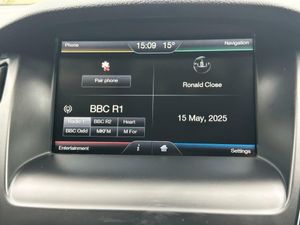 Phone 15:09 15° Navigation
Pair phone
Ronald Close
BBC R1
Radio 1 BBC R2 Heart
BBC Oxfd MKFM M For
15 May, 2025
Entertainment i Settings